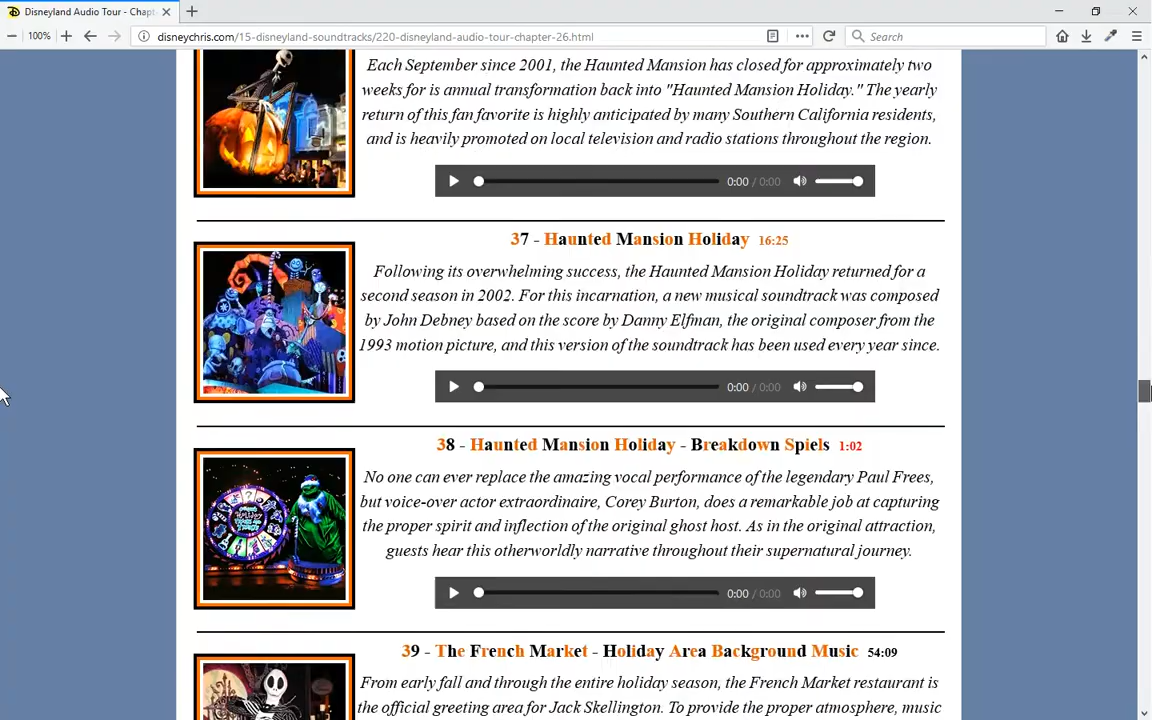 Disneyland Audio Tour - Chapt
100%
disneychris.com/15-disneyland-soundtracks/220-disneyland-audio-tour-chapter-26.html
Search
Each September since 2001, the Haunted Mansion has closed for approximately two
weeks for is annual transformation back into "Haunted Mansion Holiday." The yearly
return of this fan favorite is highly anticipated by many Southern California residents,
and is heavily promoted on local television and radio stations throughout the region.
0:00 / 0:00
37 - Haunted Mansion Holiday 16:25
Following its overwhelming success, the Haunted Mansion Holiday returned for a
second season in 2002. For this incarnation, a new musical soundtrack was composed
by John Debney based on the score by Danny Elfman, the original composer from the
1993 motion picture, and this version of the soundtrack has been used every year since.
0:00 / 0:00
38 - Haunted Mansion Holiday - Breakdown Spiels 1:02
No one can ever replace the amazing vocal performance of the legendary Paul Frees,
but voice-over actor extraordinaire, Corey Burton, does a remarkable job at capturing
the proper spirit and inflection of the original ghost host. As in the original attraction,
guests hear this otherworldly narrative throughout their supernatural journey.
0:00 / 0:00
39 - The French Market - Holiday Area Background Music 54:09
From early fall and through the entire holiday season, the French Market restaurant is
the official greeting area for Jack Skellington. To provide the proper atmosphere, music